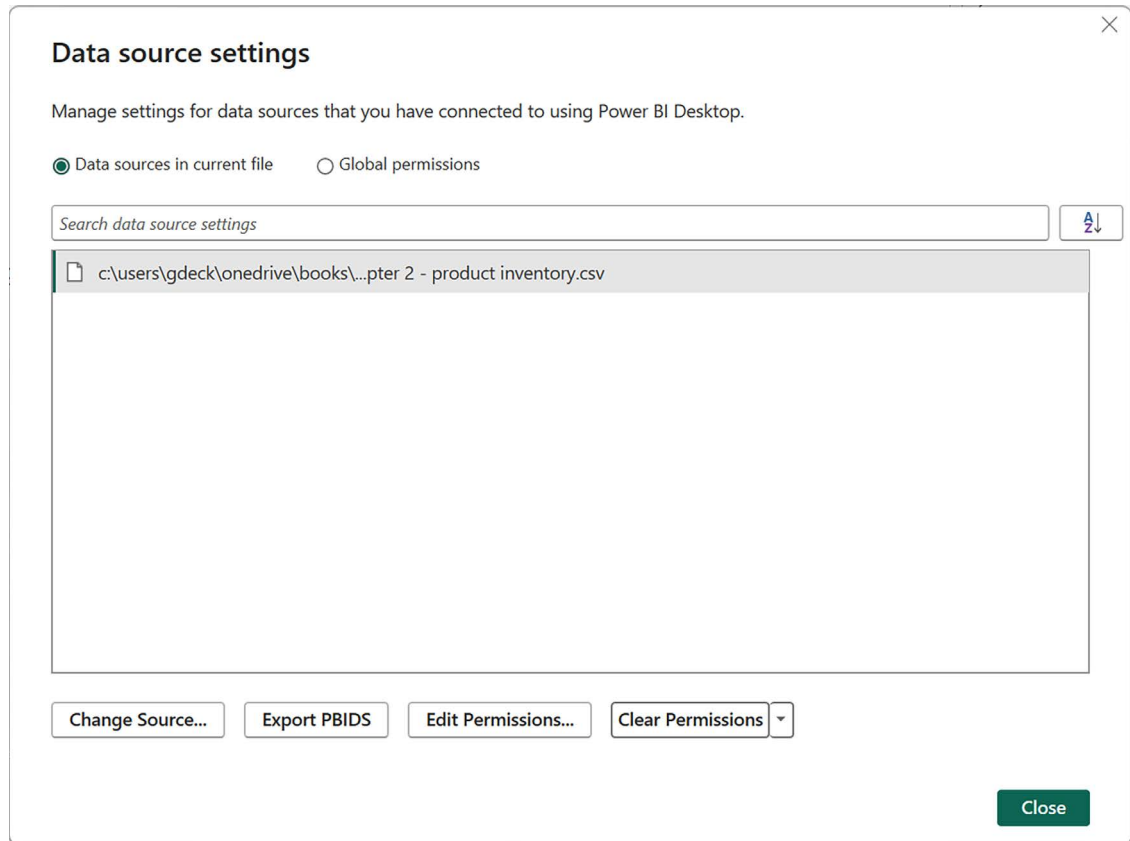 Data source settings
Manage settings for data sources that you have connected to using Power BI Desktop.
Data sources in current file Global permissions
Search data source settings
A
Z
c:\users\gdeck\onedrive\books\...pter 2 - product inventory.csv
Change Source... Export PBIDS Edit Permissions... Clear Permissions
Close